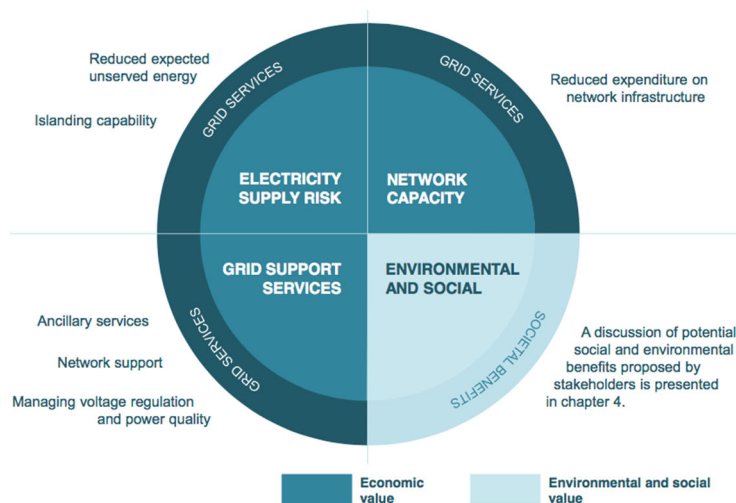 Reduced expected
unserved energy
Islanding capability
GRID SERVICES
ELECTRICITY
SUPPLY RISK
GRID SERVICES
NETWORK
CAPACITY
Reduced expenditure on
network infrastructure
GRID SUPPORT
SERVICES
GRID SERVICES
Ancillary services
Network support
Managing voltage regulation
and power quality
ENVIRONMENTAL
AND SOCIAL
SOCIETAL BENEFITS
A discussion of potential
social and environmental
benefits proposed by
stakeholders is presented
in chapter 4.
Economic
value
Environmental and social
value